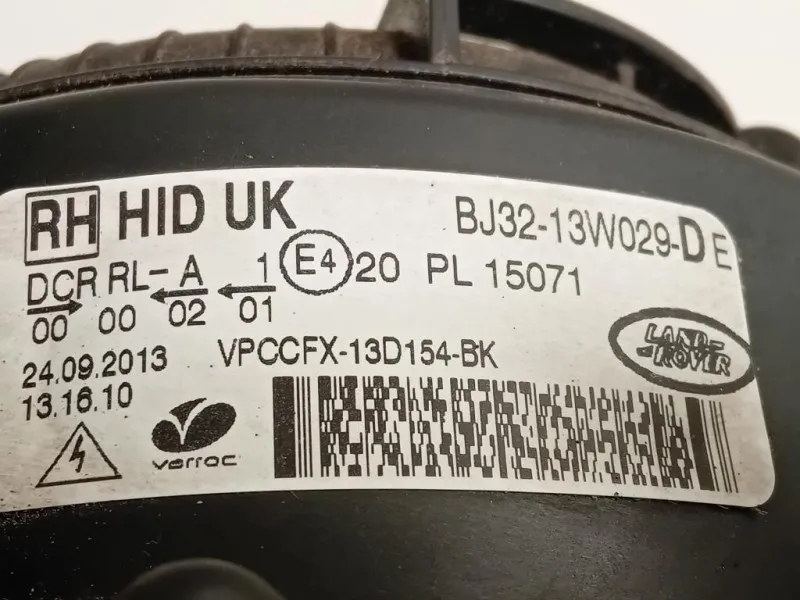 RH HID UK BJ32-13W029-D E
DCR RL-A 1 E4 20 PL 15071
00 00 02 01
LAND-
-ROVER
24.09.2013 VPCCFX-13D154-BK
13.16.10
varroc